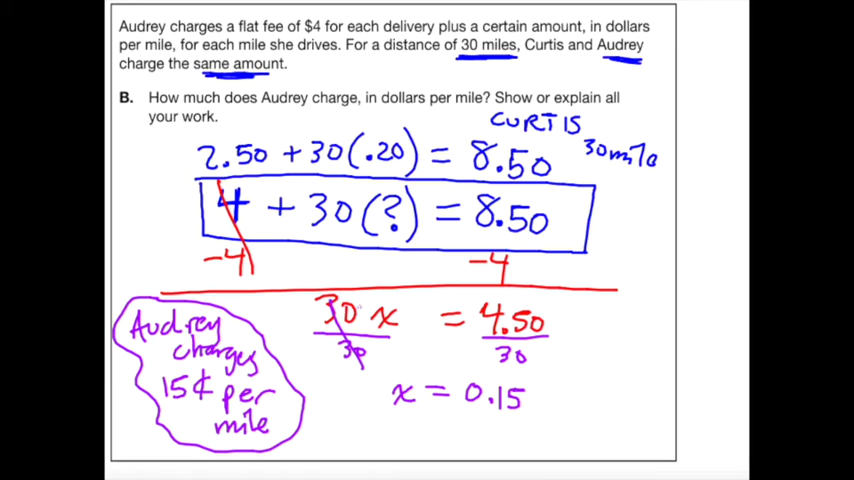 Audrey charges a flat fee of $4 for each delivery plus a certain amount, in dollars
per mile, for each mile she drives. For a distance of 30 miles, Curtis and Audrey
charge the same amount.
B. How much does Audrey charge, in dollars per mile? Show or explain all
your work.
CURTIS
30 mile
2.50 + 30(.20) = 8.50
4 + 30(?) = 8.50
-4 -4
30x = 4.50
30 30
x = 0.15
Audrey
charges
15¢ per
mile